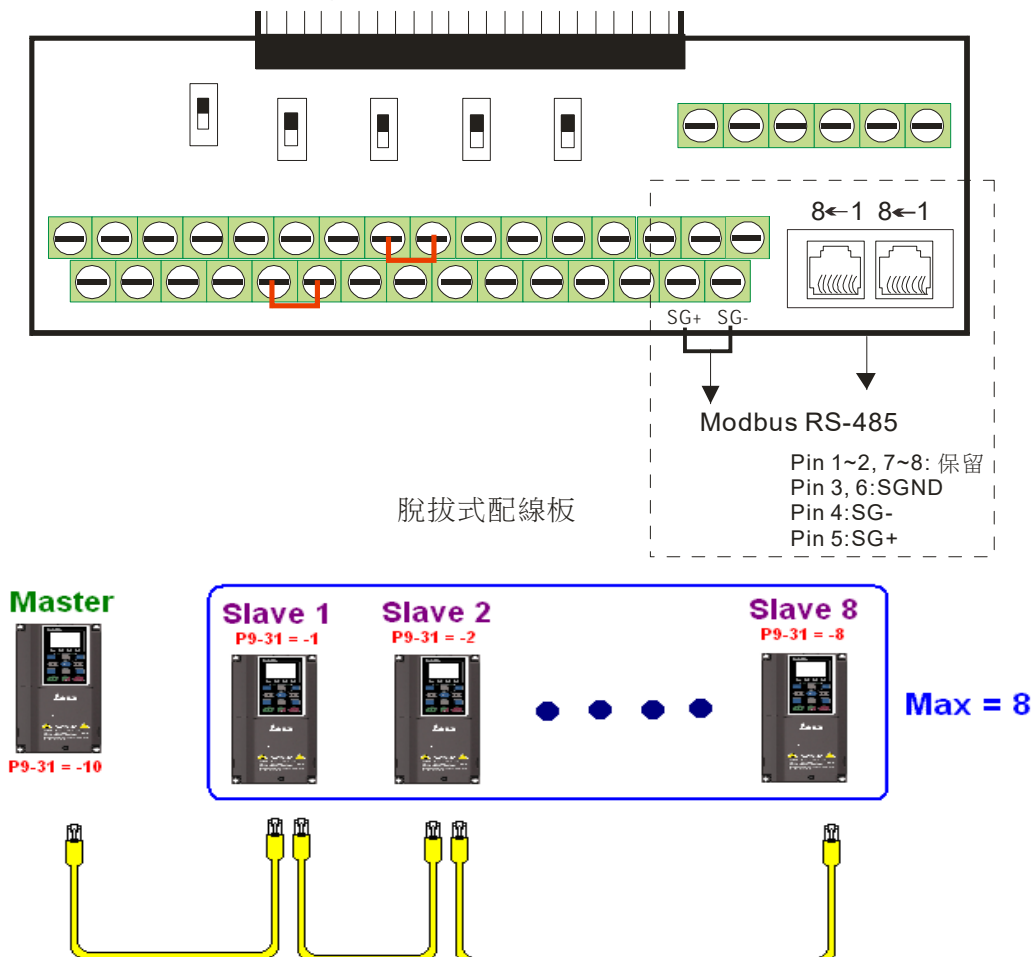 8←1 8←1
SG+ SG-
Modbus RS-485
Pin 1~2, 7~8: 保留
Pin 3, 6:SGND
Pin 4:SG-
Pin 5:SG+
脫拔式配線板
Master
P9-31 = -10
Slave 1
P9-31 = -1
Slave 2
P9-31 = -2
Slave 8
P9-31 = -8
Max = 8